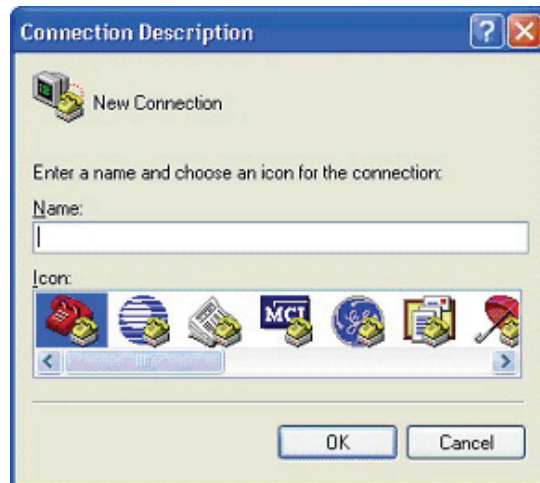 Connection Description
New Connection
Enter a name and choose an icon for the connection:
Name:
Icon:
MCI
OK Cancel